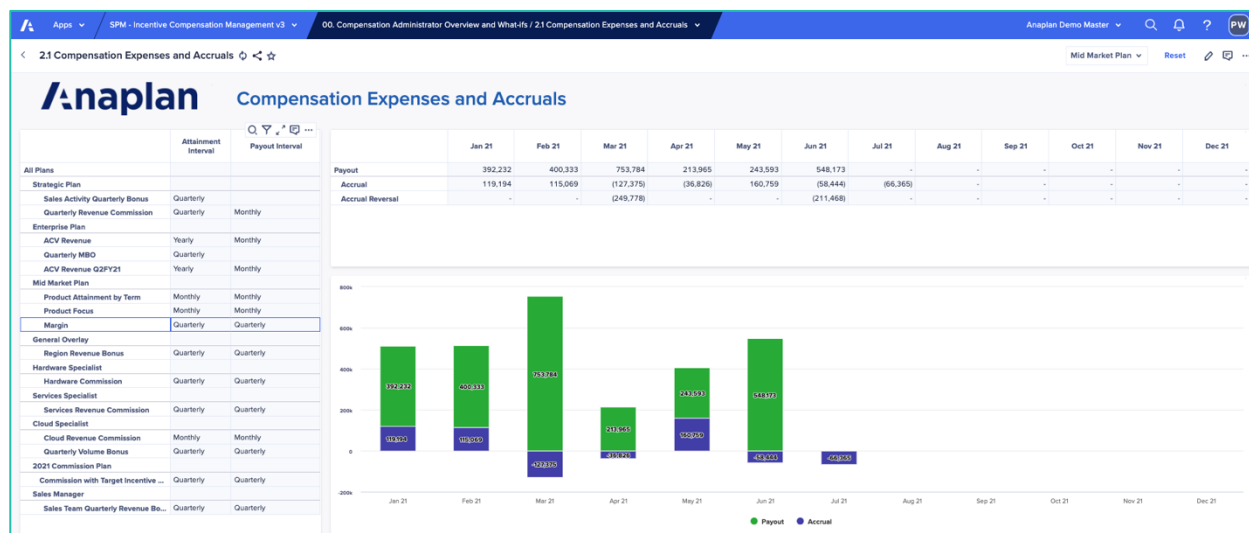 Apps
SPM - Incentive Compensation Management v3
00. Compensation Administrator Overview and What-ifs / 2.1 Compensation Expenses and Accruals
Anaplan Demo Master
?
PW
2.1 Compensation Expenses and Accruals
Mid Market Plan
Reset
Anaplan
Compensation Expenses and Accruals
Attainment Interval Payout Interval
All Plans
Strategic Plan
Sales Activity Quarterly Bonus Quarterly
Quarterly Revenue Commission Quarterly Monthly
Enterprise Plan
ACV Revenue Yearly Monthly
Quarterly MBO Quarterly
ACV Revenue Q2FY21 Yearly Monthly
Mid Market Plan
Product Attainment by Term Monthly Monthly
Product Focus Monthly Monthly
Margin Quarterly Quarterly
General Overlay
Region Revenue Bonus Quarterly Quarterly
Hardware Specialist
Hardware Commission Quarterly Quarterly
Services Specialist
Services Revenue Commission Quarterly Quarterly
Cloud Specialist
Cloud Revenue Commission Monthly Monthly
Quarterly Volume Bonus Quarterly Quarterly
2021 Commission Plan
Commission with Target Incentive ... Quarterly Quarterly
Sales Manager
Sales Team Quarterly Revenue Bo... Quarterly Quarterly
Jan 21 Feb 21 Mar 21 Apr 21 May 21 Jun 21 Jul 21 Aug 21 Sep 21 Oct 21 Nov 21 Dec 21
Payout 392,232 400,333 753,784 213,965 243,593 548,173 - - - - - -
Accrual 119,194 115,069 (127,375) (36,826) 160,759 (58,444) (66,365) - - - - -
Accrual Reversal - - (249,778) - - (211,468) - - - - - -
800k
600k
400k
200k
0
-200k
392,232
400,333
753,784
213,965
243,593
548,173
119,194
115,069
-127,375
-36,826
160,759
-58,444
-66,365
Jan 21 Feb 21 Mar 21 Apr 21 May 21 Jun 21 Jul 21 Aug 21 Sep 21 Oct 21 Nov 21 Dec 21
Payout Accrual